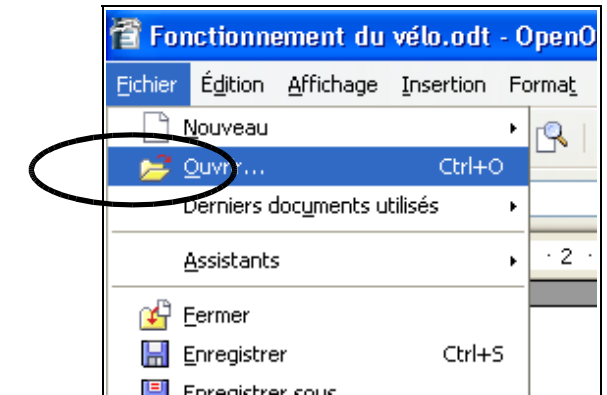 Fonctionnement du vélo.odt - OpenO
Fichier Édition Affichage Insertion Format
Nouveau
Ouvrir... Ctrl+O
Derniers documents utilisés
Assistants
· 2 ·
Fermer
Enregistrer Ctrl+S
Enregistrer sous